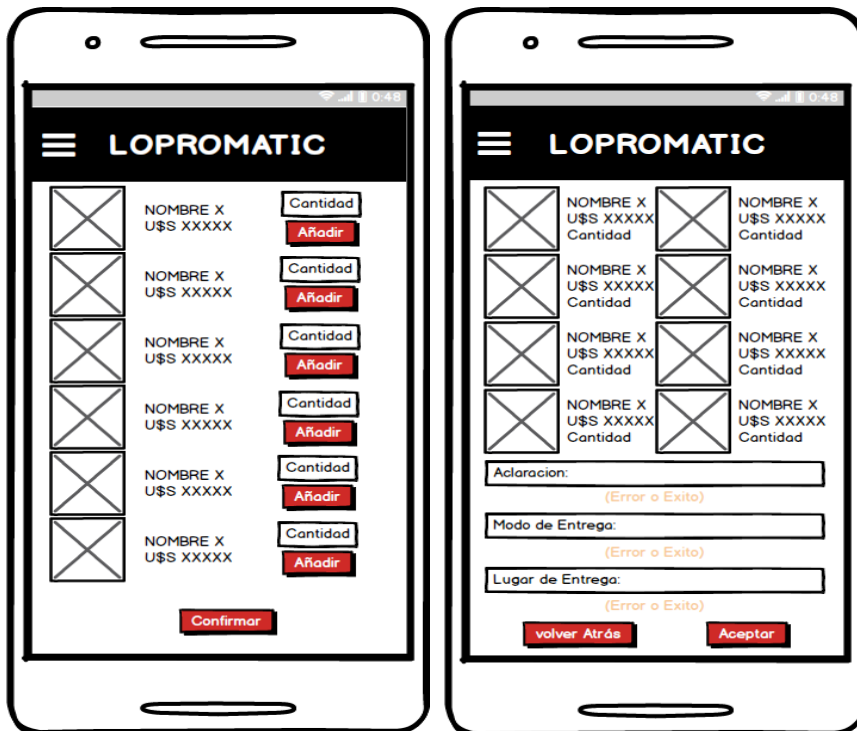 0:48
LOPROMATIC
NOMBRE X
U$S XXXXX
Cantidad
Añadir
NOMBRE X
U$S XXXXX
Cantidad
Añadir
NOMBRE X
U$S XXXXX
Cantidad
Añadir
NOMBRE X
U$S XXXXX
Cantidad
Añadir
NOMBRE X
U$S XXXXX
Cantidad
Añadir
NOMBRE X
U$S XXXXX
Cantidad
Añadir
Confirmar
0:48
LOPROMATIC
NOMBRE X
U$S XXXXX
Cantidad
NOMBRE X
U$S XXXXX
Cantidad
NOMBRE X
U$S XXXXX
Cantidad
NOMBRE X
U$S XXXXX
Cantidad
NOMBRE X
U$S XXXXX
Cantidad
NOMBRE X
U$S XXXXX
Cantidad
NOMBRE X
U$S XXXXX
Cantidad
NOMBRE X
U$S XXXXX
Cantidad
Aclaracion:
(Error o Exito)
Modo de Entrega:
(Error o Exito)
Lugar de Entrega:
(Error o Exito)
volver Atrás
Aceptar